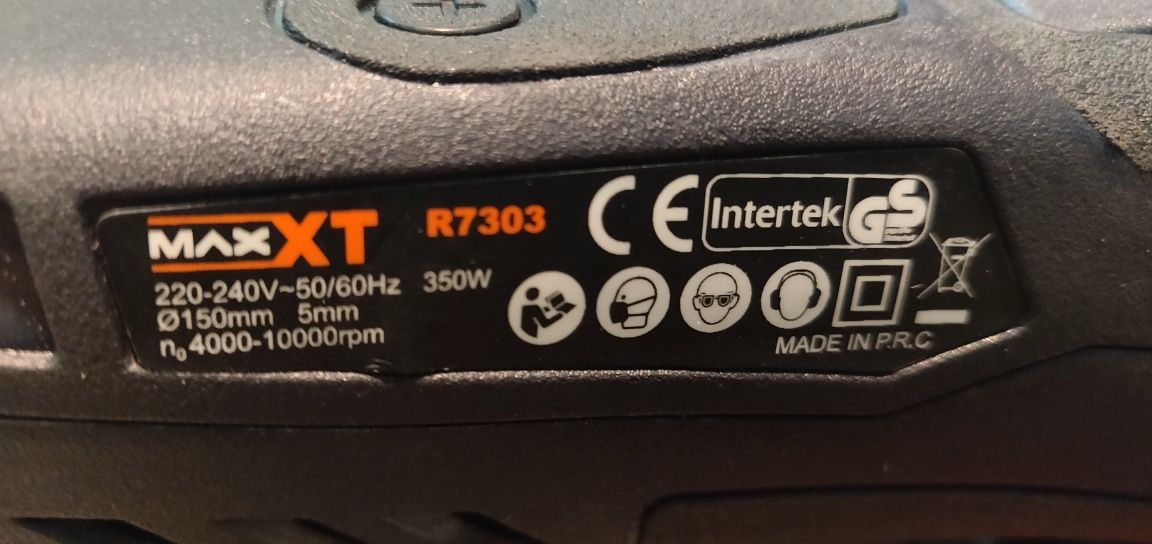 MAXXT R7303 CE Intertek GS
220-240V~50/60Hz 350W
Ø150mm 5mm
n₀ 4000-10000rpm
MADE IN P.R.C